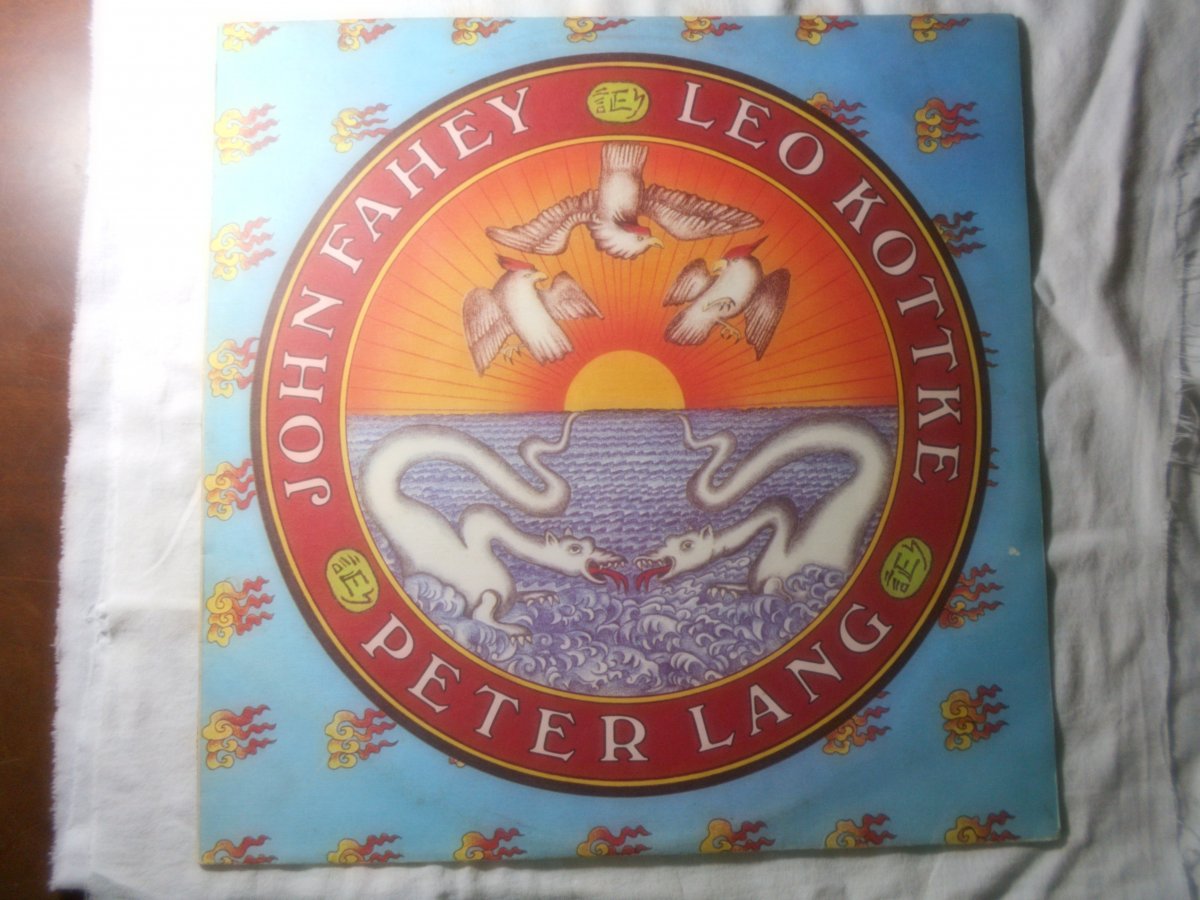 JOHN FAHEY
LEO KOTTKE
PETER LANG